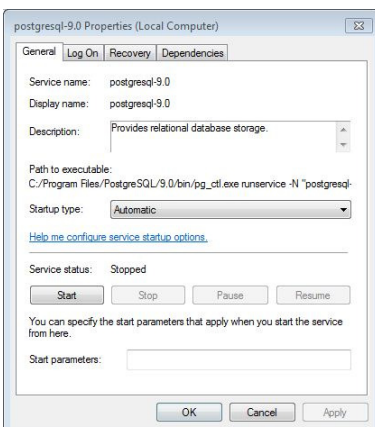 postgresql-9.0 Properties (Local Computer)
General Log On Recovery Dependencies
Service name: postgresql-9.0
Display name: postgresql-9.0
Description: Provides relational database storage.
Path to executable:
C:/Program Files/PostgreSQL/9.0/bin/pg_ctl.exe runservice -N "postgresql-
Startup type: Automatic
Help me configure service startup options.
Service status: Stopped
Start Stop Pause Resume
You can specify the start parameters that apply when you start the service
from here.
Start parameters:
OK Cancel Apply